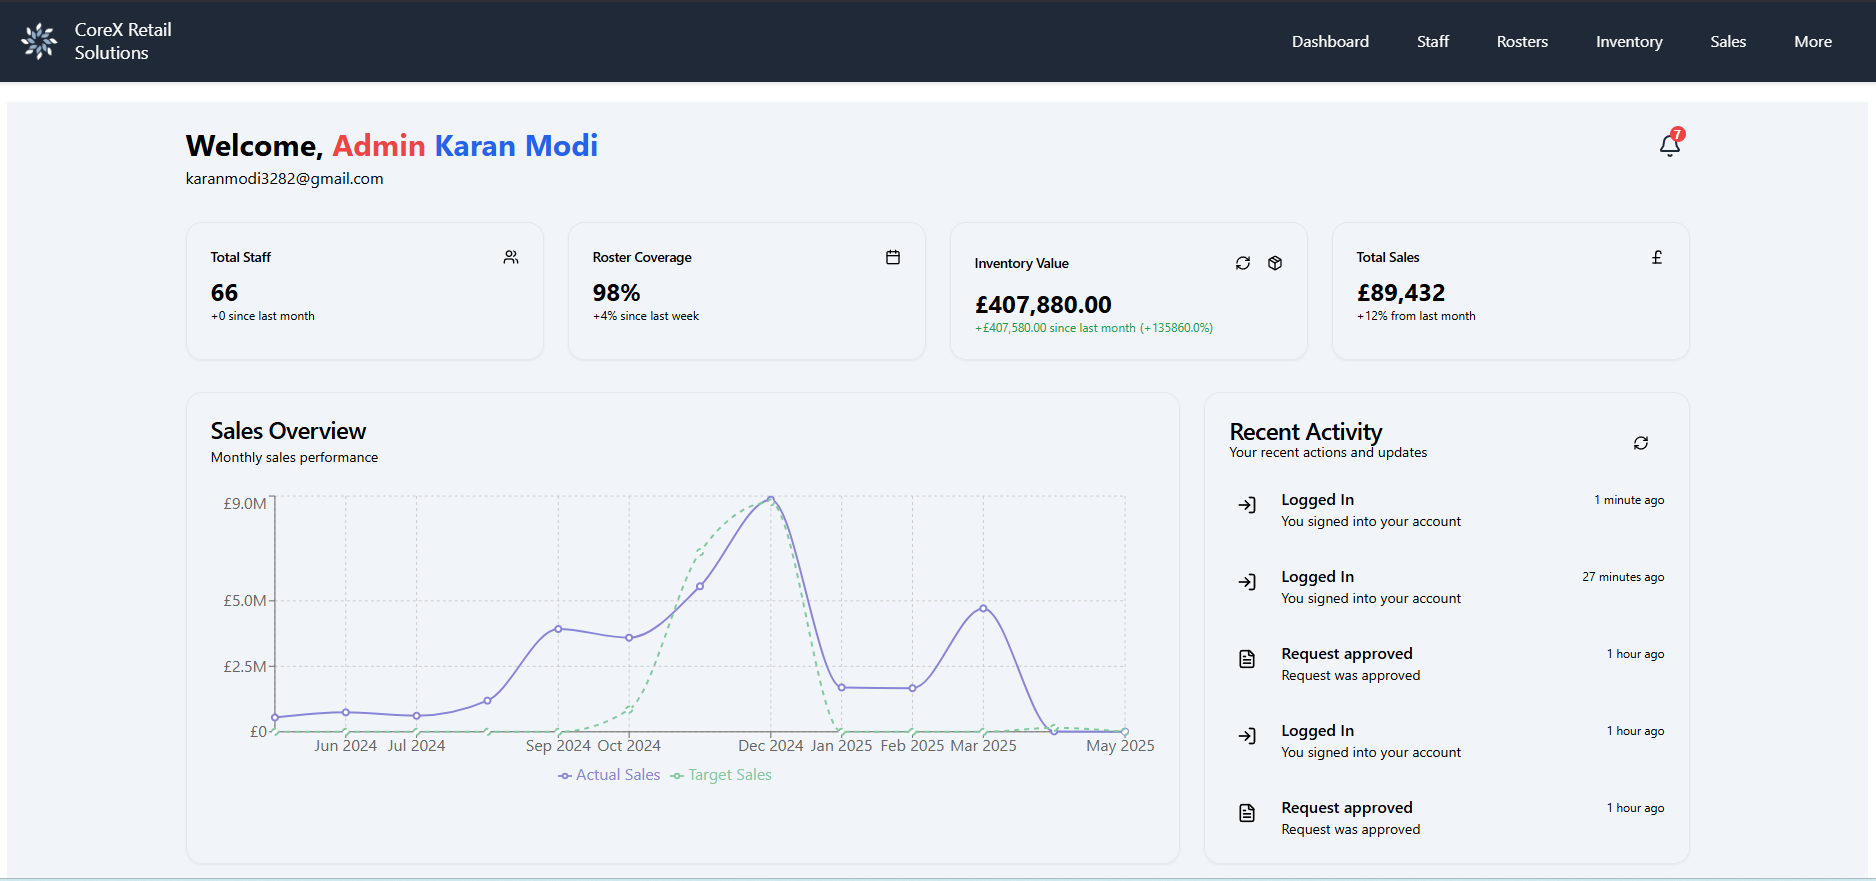 CoreX Retail
Solutions
Dashboard
Staff
Rosters
Inventory
Sales
More
Welcome, Admin Karan Modi
7
karanmodi3282@gmail.com
Total Staff
66
+0 since last month
Roster Coverage
98%
+4% since last week
Inventory Value
£407,880.00
+£407,580.00 since last month (+135860.0%)
Total Sales
£
£89,432
+12% from last month
Sales Overview
Monthly sales performance
£9.0M
£5.0M
£2.5M
£0
Jun 2024
Jul 2024
Sep 2024
Oct 2024
Dec 2024
Jan 2025
Feb 2025
Mar 2025
May 2025
Actual Sales
Target Sales
Recent Activity
Your recent actions and updates
Logged In
1 minute ago
You signed into your account
Logged In
27 minutes ago
You signed into your account
Request approved
1 hour ago
Request was approved
Logged In
1 hour ago
You signed into your account
Request approved
1 hour ago
Request was approved